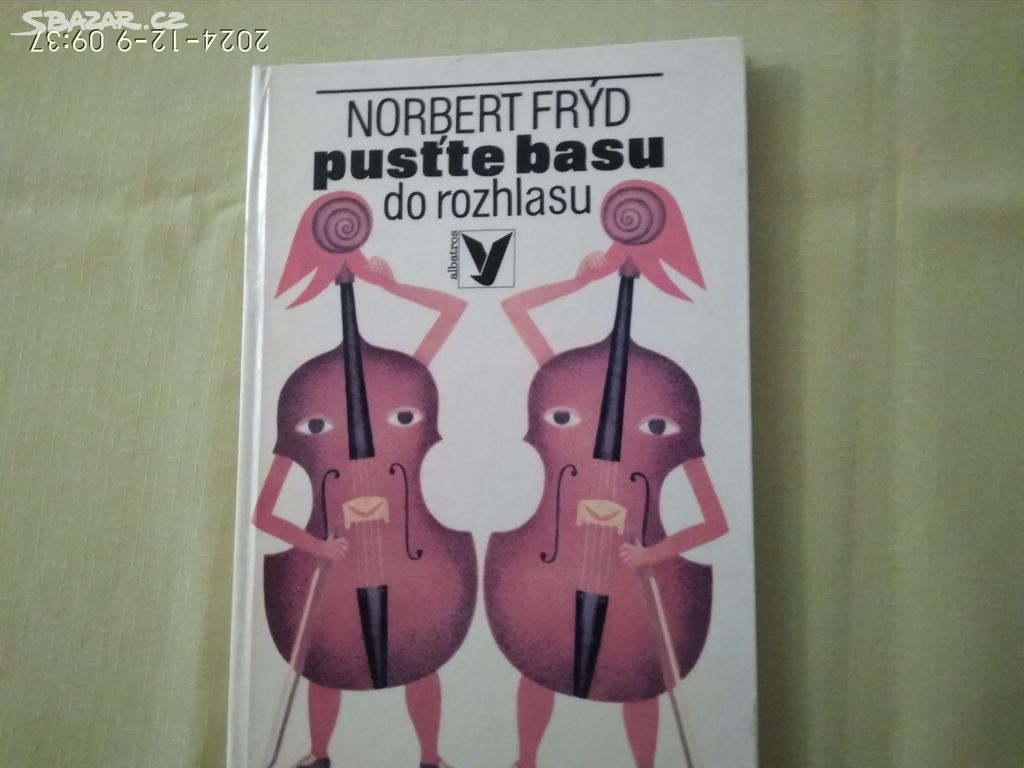 SBAZAR.CZ
2024-12-9 09:37
NORBERT FRÝD
pusťte basu
do rozhlasu
albatros